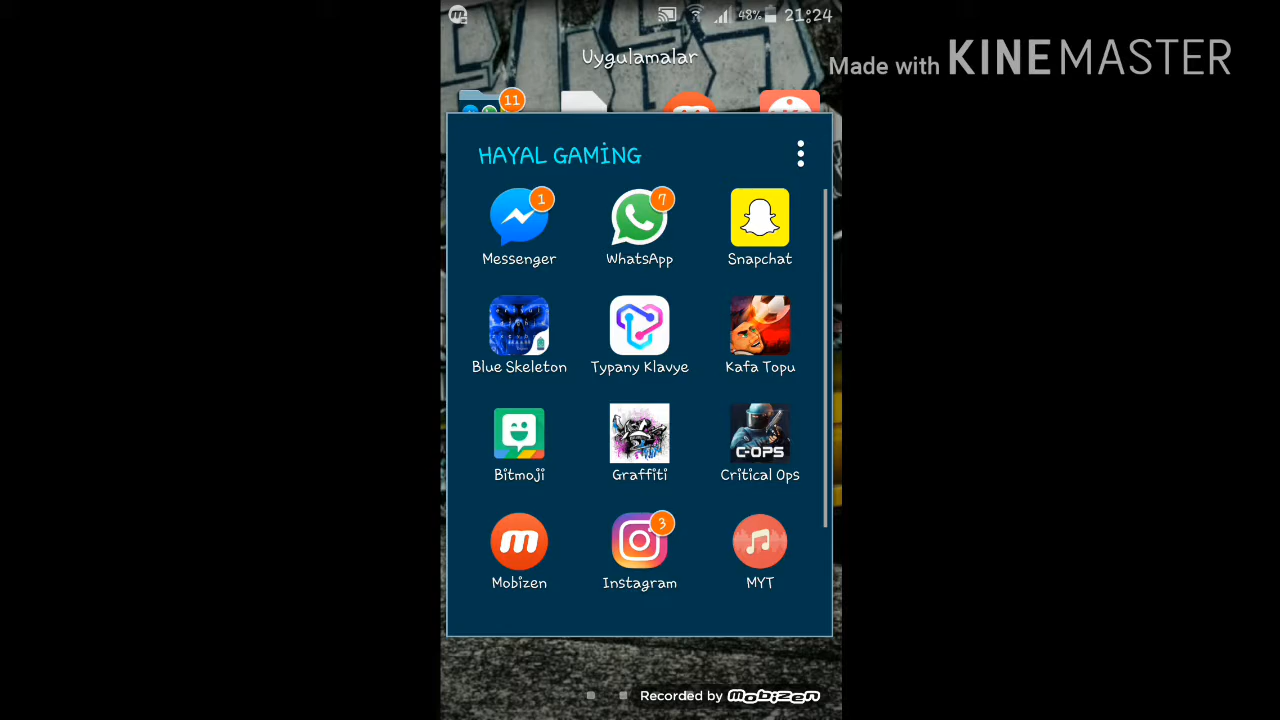 48% 21:24
Uygulamalar
Made with KINEMASTER
11
HAYAL GAMİNG
1 7
Messenger WhatsApp Snapchat
Blue Skeleton Typany Klavye Kafa Topu
C-OPS
Bitmoji Graffiti Critical Ops
m 3
Mobizen Instagram MYT
Recorded by mobizen